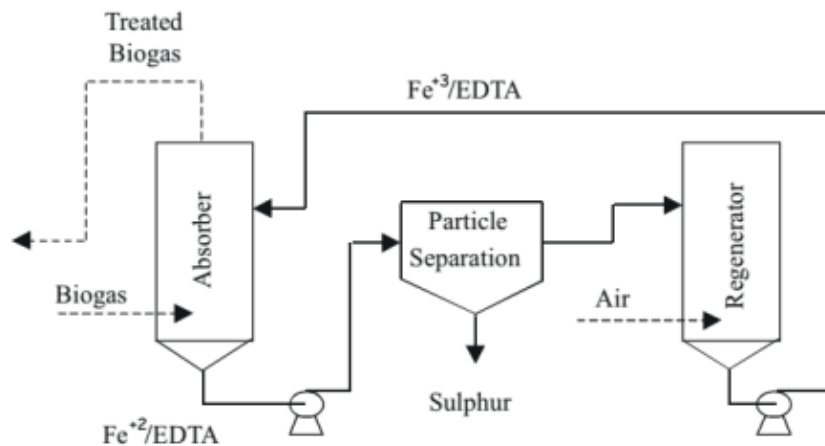 Treated
Biogas
Fe⁺³/EDTA
Absorber
Particle
Separation
Regenerator
Biogas
Air
Sulphur
Fe⁺²/EDTA